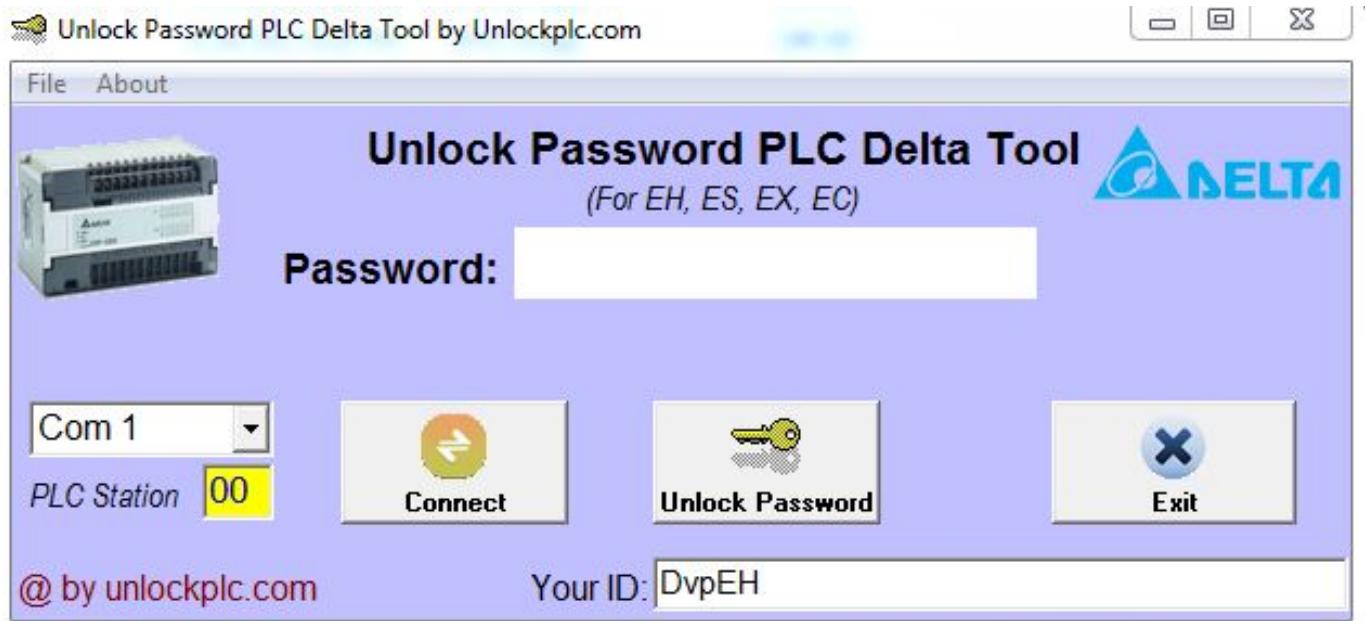 Unlock Password PLC Delta Tool by Unlockplc.com
File About
Unlock Password PLC Delta Tool
DELTA
(For EH, ES, EX, EC)
Password:
Com 1
PLC Station 00
Connect
Unlock Password
Exit
@ by unlockplc.com
Your ID: DvpEH